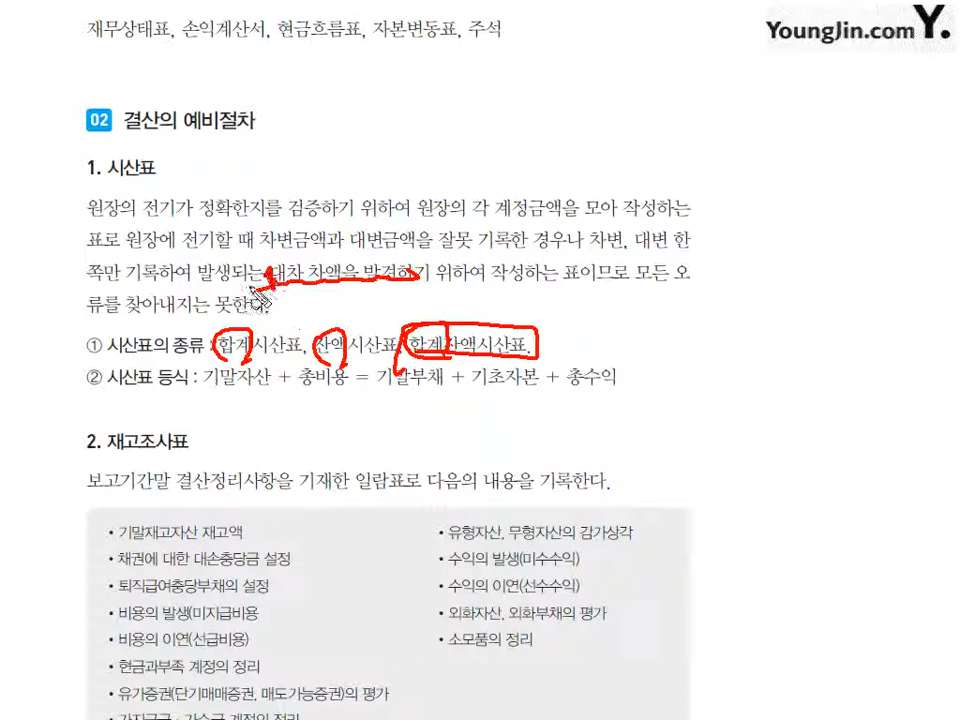 재무상태표, 손익계산서, 현금흐름표, 자본변동표, 주석
YoungJin.com Y.
02 결산의 예비절차
1. 시산표
원장의 전기가 정확한지를 검증하기 위하여 원장의 각 계정금액을 모아 작성하는
표로 원장에 전기할 때 차변금액과 대변금액을 잘못 기록한 경우나 차변, 대변 한
쪽만 기록하여 발생되는 대차 차액을 발견하기 위하여 작성하는 표이므로 모든 오
류를 찾아내지는 못한다.
① 시산표의 종류 : 합계시산표, 잔액시산표, 합계잔액시산표.
② 시산표 등식 : 기말자산 + 총비용 = 기말부채 + 기초자본 + 총수익
2. 재고조사표
보고기간말 결산정리사항을 기재한 일람표로 다음의 내용을 기록한다.
• 기말재고자산 재고액
• 채권에 대한 대손충당금 설정
• 퇴직급여충당부채의 설정
• 비용의 발생(미지급비용
• 비용의 이연(선급비용)
• 현금과부족 계정의 정리
• 유가증권(단기매매증권, 매도가능증권)의 평가
• 가지급금·가수금 계정의 정리
• 유형자산, 무형자산의 감가상각
• 수익의 발생(미수수익)
• 수익의 이연(선수수익)
• 외화자산, 외화부채의 평가
• 소모품의 정리